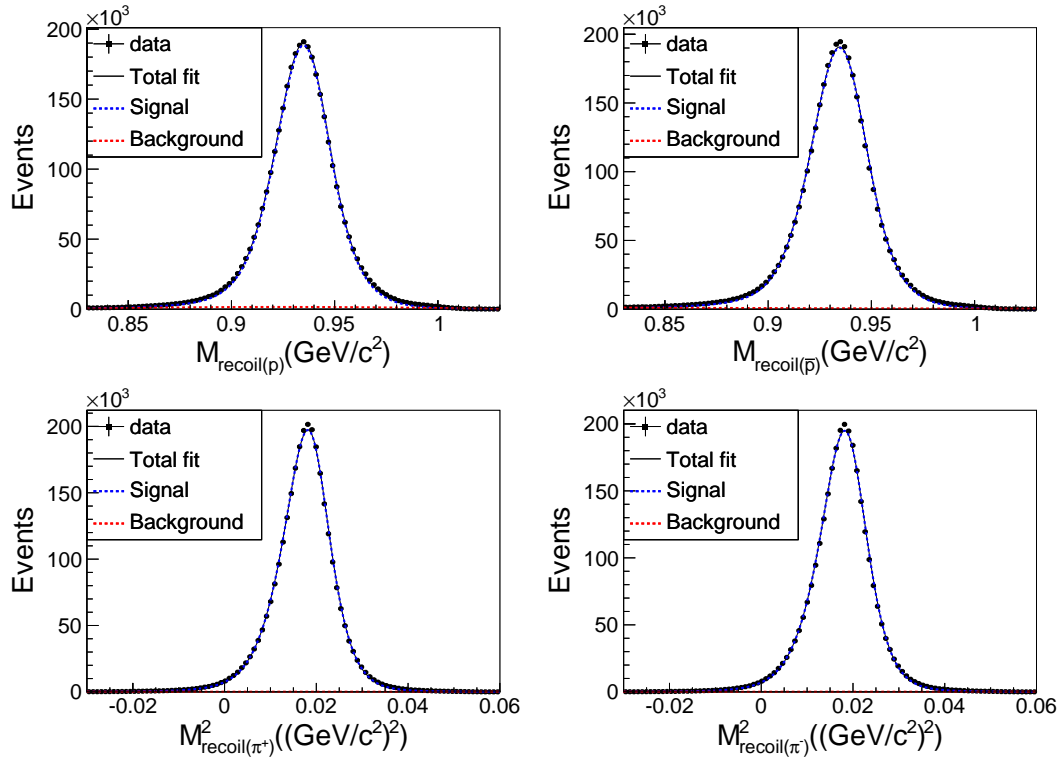 ×10³
200
150
100
50
0
Events
data
Total fit
Signal
Background
0.85 0.9 0.95 1
M_recoil(p)(GeV/c²)
×10³
200
150
100
50
0
Events
data
Total fit
Signal
Background
0.85 0.9 0.95 1
M_recoil(p̅)(GeV/c²)
×10³
200
150
100
50
0
Events
data
Total fit
Signal
Background
-0.02 0 0.02 0.04 0.06
M²_recoil(π⁺)((GeV/c²)²)
×10³
200
150
100
50
0
Events
data
Total fit
Signal
Background
-0.02 0 0.02 0.04 0.06
M²_recoil(π⁻)((GeV/c²)²)